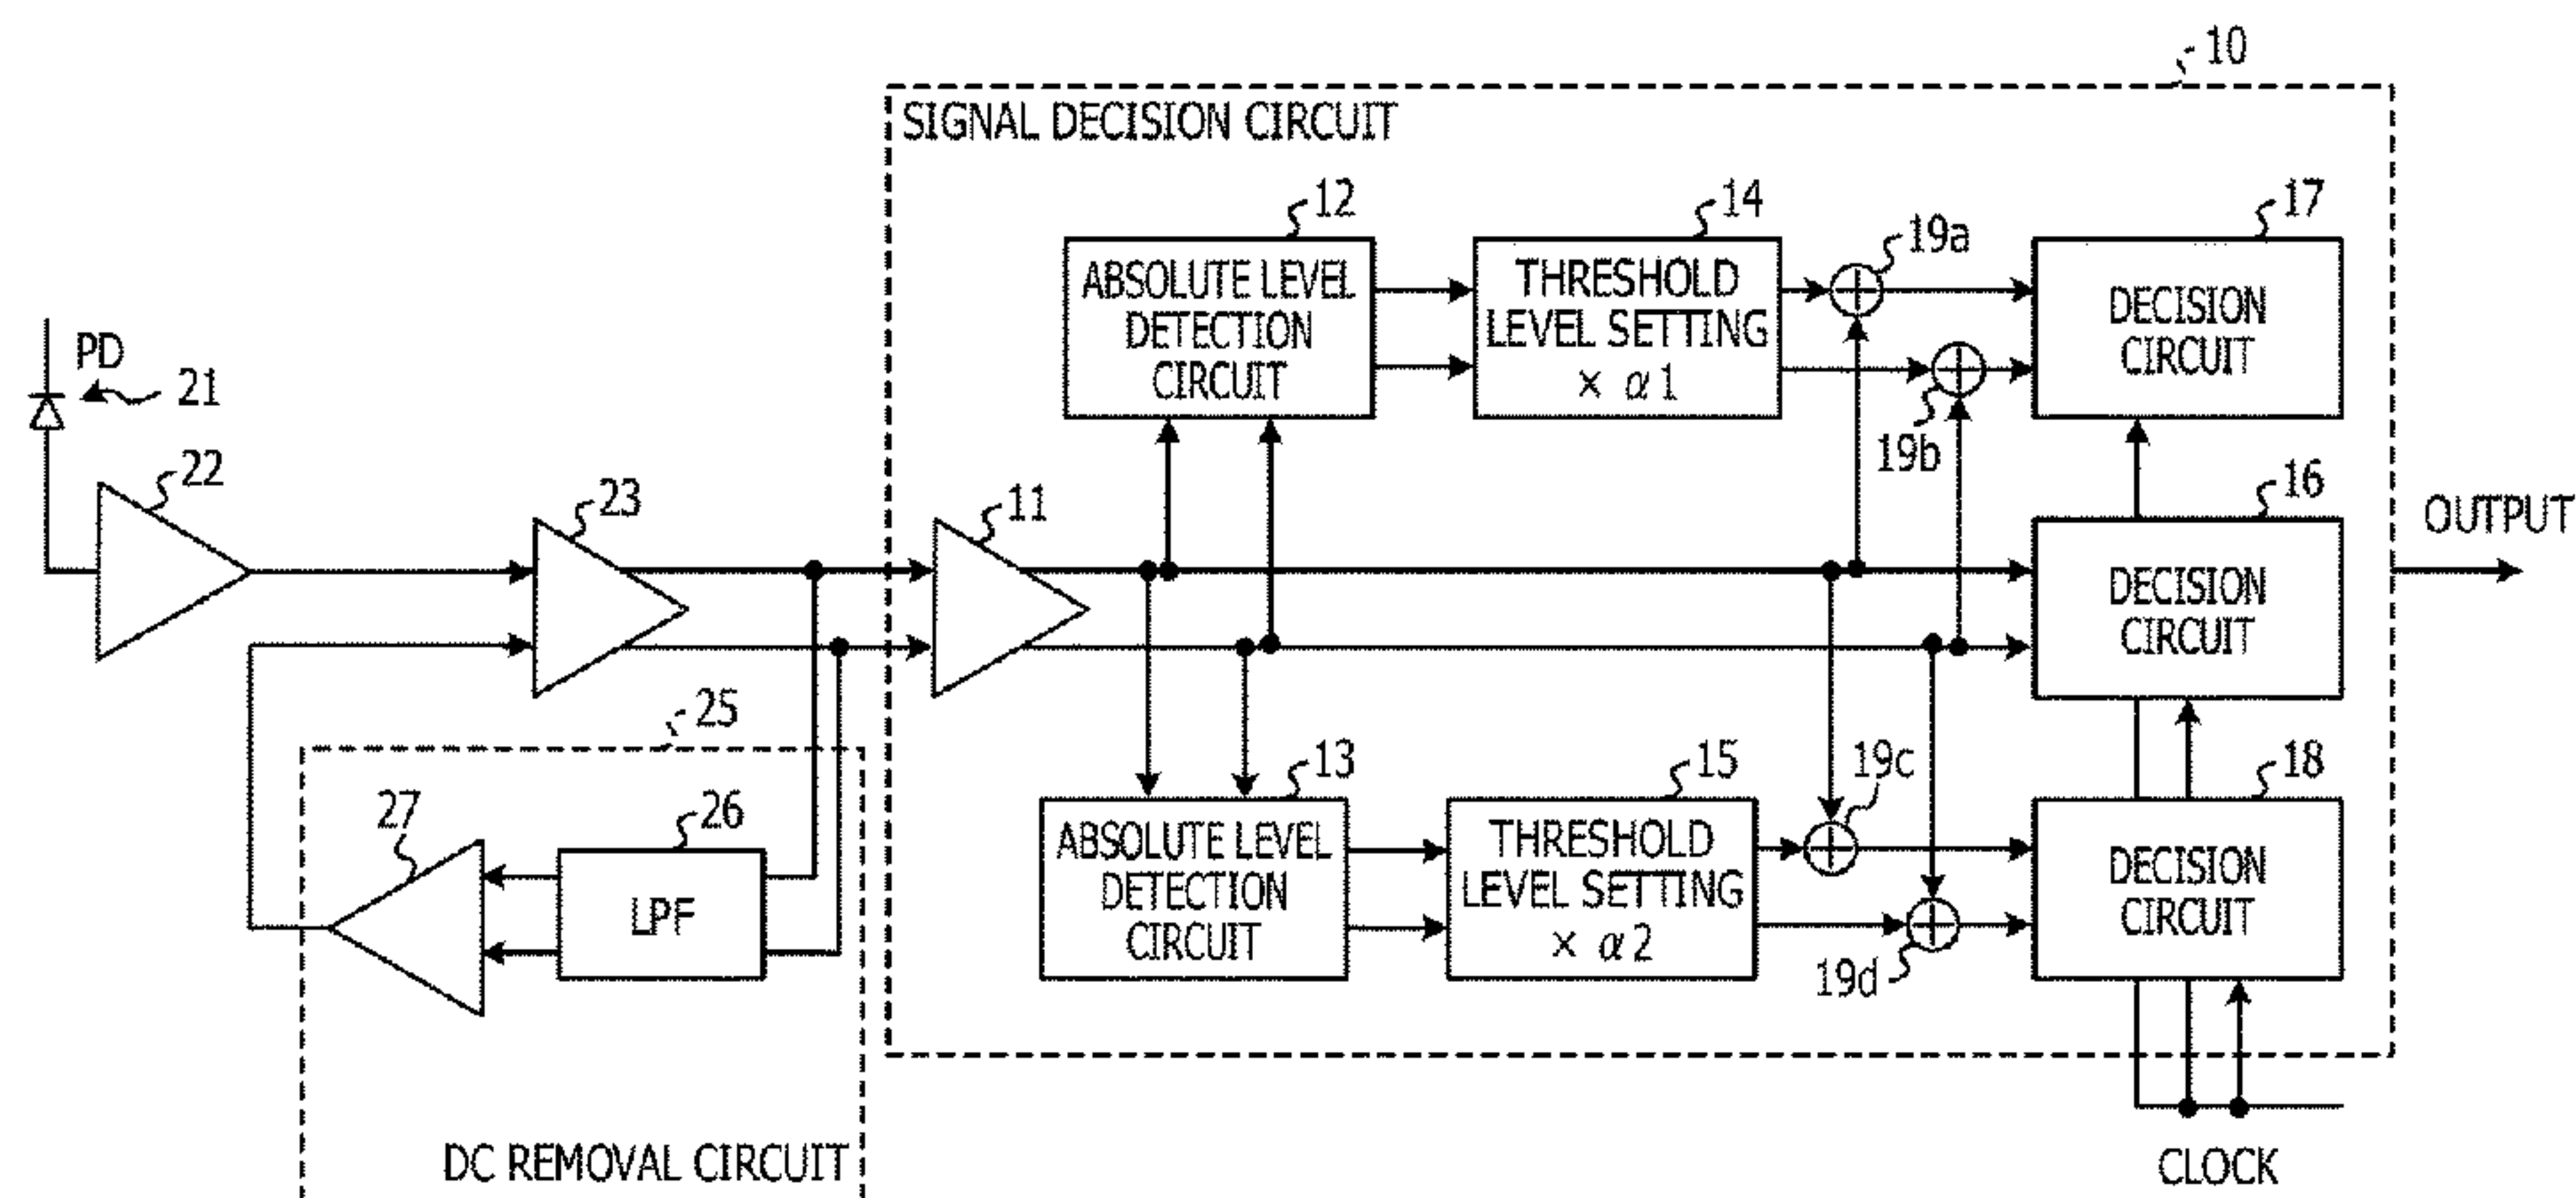 10
SIGNAL DECISION CIRCUIT
12
14
19a
17
ABSOLUTE LEVEL
DETECTION
CIRCUIT
THRESHOLD
LEVEL SETTING
× α1
DECISION
CIRCUIT
PD
21
19b
22
23
11
16
OUTPUT
DECISION
CIRCUIT
25
13
15
19c
18
27
26
LPF
ABSOLUTE LEVEL
DETECTION
CIRCUIT
THRESHOLD
LEVEL SETTING
× α2
DECISION
CIRCUIT
19d
DC REMOVAL CIRCUIT
CLOCK